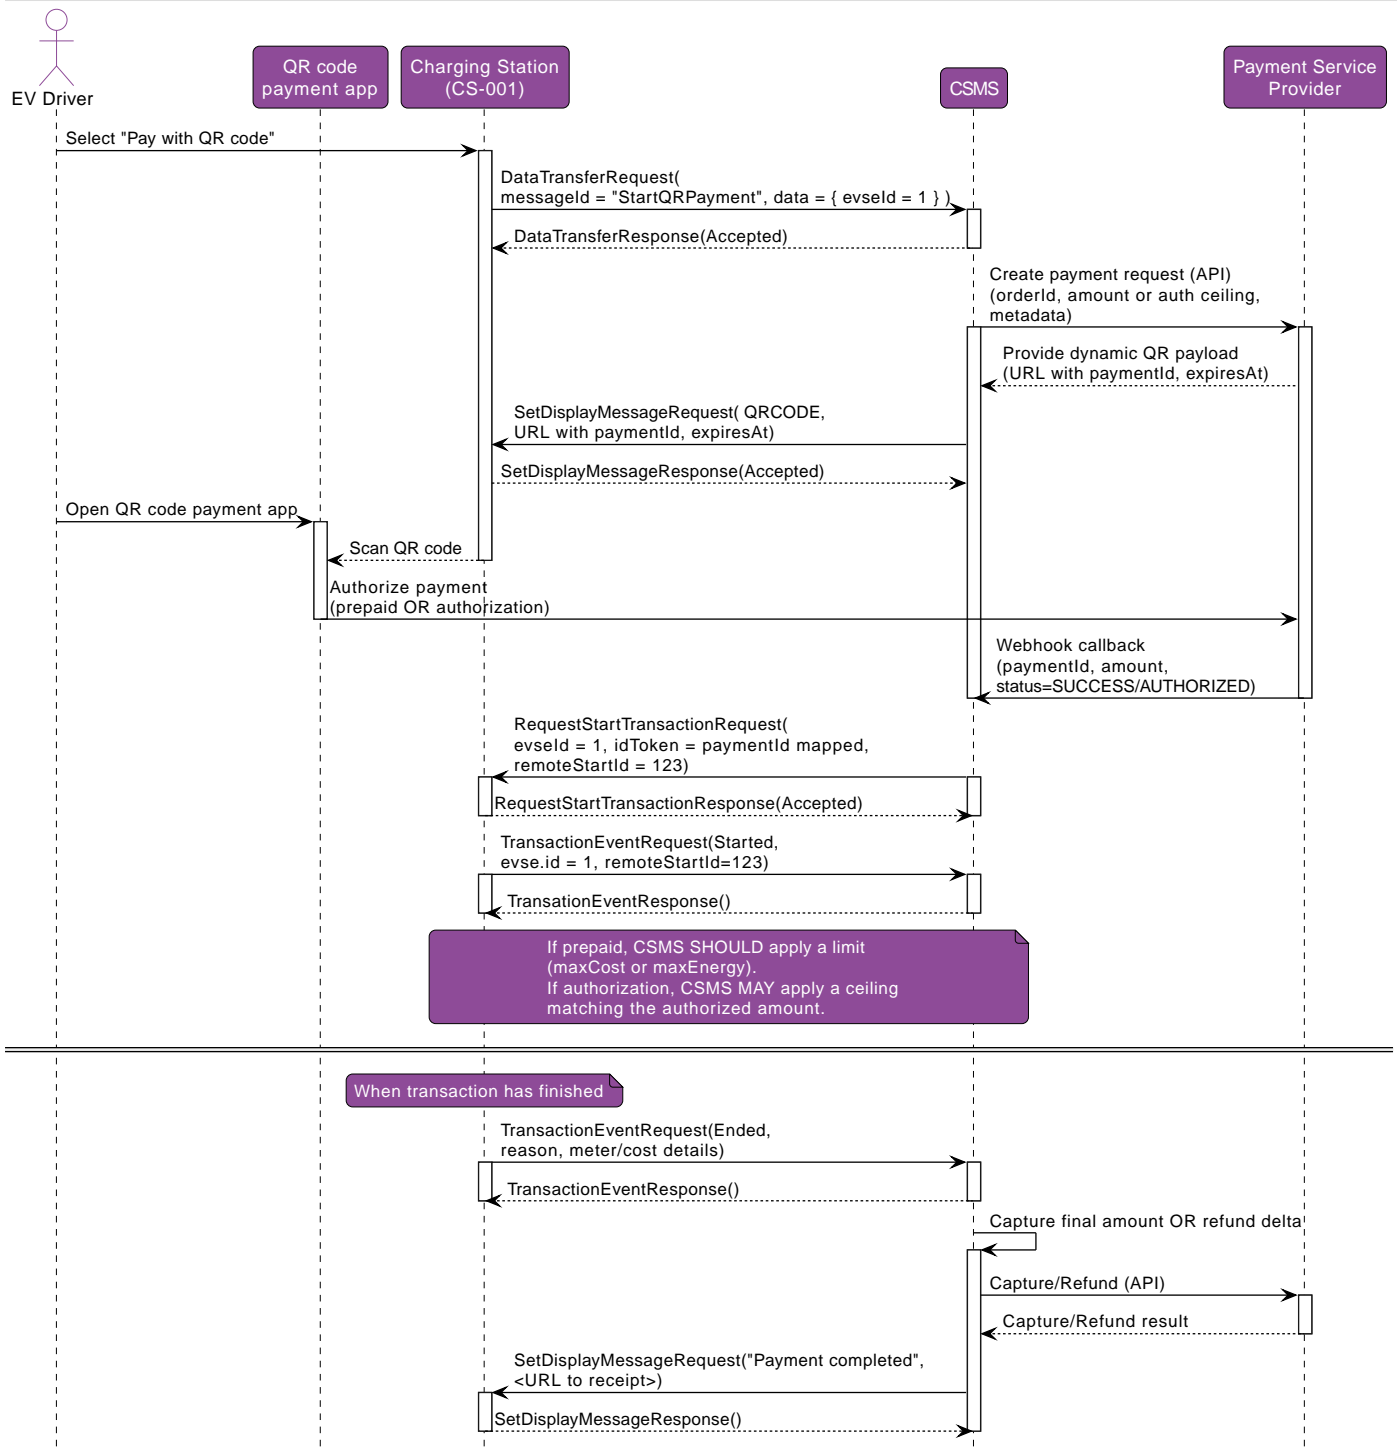 EV Driver
QR code
payment app
Charging Station
(CS-001)
CSMS
Payment Service
Provider
Select "Pay with QR code"
DataTransferRequest(
messageId = "StartQRPayment", data = { evseId = 1 } )
DataTransferResponse(Accepted)
Create payment request (API)
(orderId, amount or auth ceiling,
metadata)
Provide dynamic QR payload
(URL with paymentId, expiresAt)
SetDisplayMessageRequest( QRCODE,
URL with paymentId, expiresAt)
SetDisplayMessageResponse(Accepted)
Open QR code payment app
Scan QR code
Authorize payment
(prepaid OR authorization)
Webhook callback
(paymentId, amount,
status=SUCCESS/AUTHORIZED)
RequestStartTransactionRequest(
evseId = 1, idToken = paymentId mapped,
remoteStartId = 123)
RequestStartTransactionResponse(Accepted)
TransactionEventRequest(Started,
evse.id = 1, remoteStartId=123)
TransationEventResponse()
If prepaid, CSMS SHOULD apply a limit
(maxCost or maxEnergy).
If authorization, CSMS MAY apply a ceiling
matching the authorized amount.
When transaction has finished
TransactionEventRequest(Ended,
reason, meter/cost details)
TransactionEventResponse()
Capture final amount OR refund delta
Capture/Refund (API)
Capture/Refund result
SetDisplayMessageRequest("Payment completed",
<URL to receipt>)
SetDisplayMessageResponse()